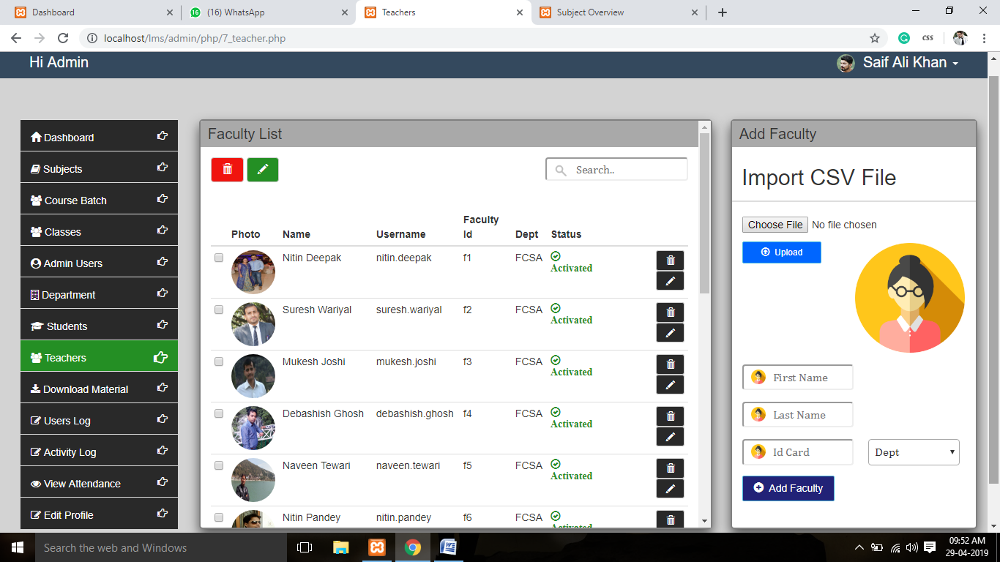 Dashboard
(16) WhatsApp
Teachers
Subject Overview
localhost/lms/admin/php/7_teacher.php
css
Hi Admin
Saif Ali Khan
Dashboard
Subjects
Course Batch
Classes
Admin Users
Department
Students
Teachers
Download Material
Users Log
Activity Log
View Attendance
Edit Profile
Faculty List
Search..
Photo Name Username Faculty Id Dept Status
Nitin Deepak nitin.deepak f1 FCSA Activated
Suresh Wariyal suresh.wariyal f2 FCSA Activated
Mukesh Joshi mukesh.joshi f3 FCSA Activated
Debashish Ghosh debashish.ghosh f4 FCSA Activated
Naveen Tewari naveen.tewari f5 FCSA Activated
Nitin Pandey nitin.pandey f6 FCSA Activated
Add Faculty
Import CSV File
Choose File No file chosen
Upload
First Name
Last Name
Id Card
Dept
Add Faculty
Search the web and Windows
09:52 AM
29-04-2019